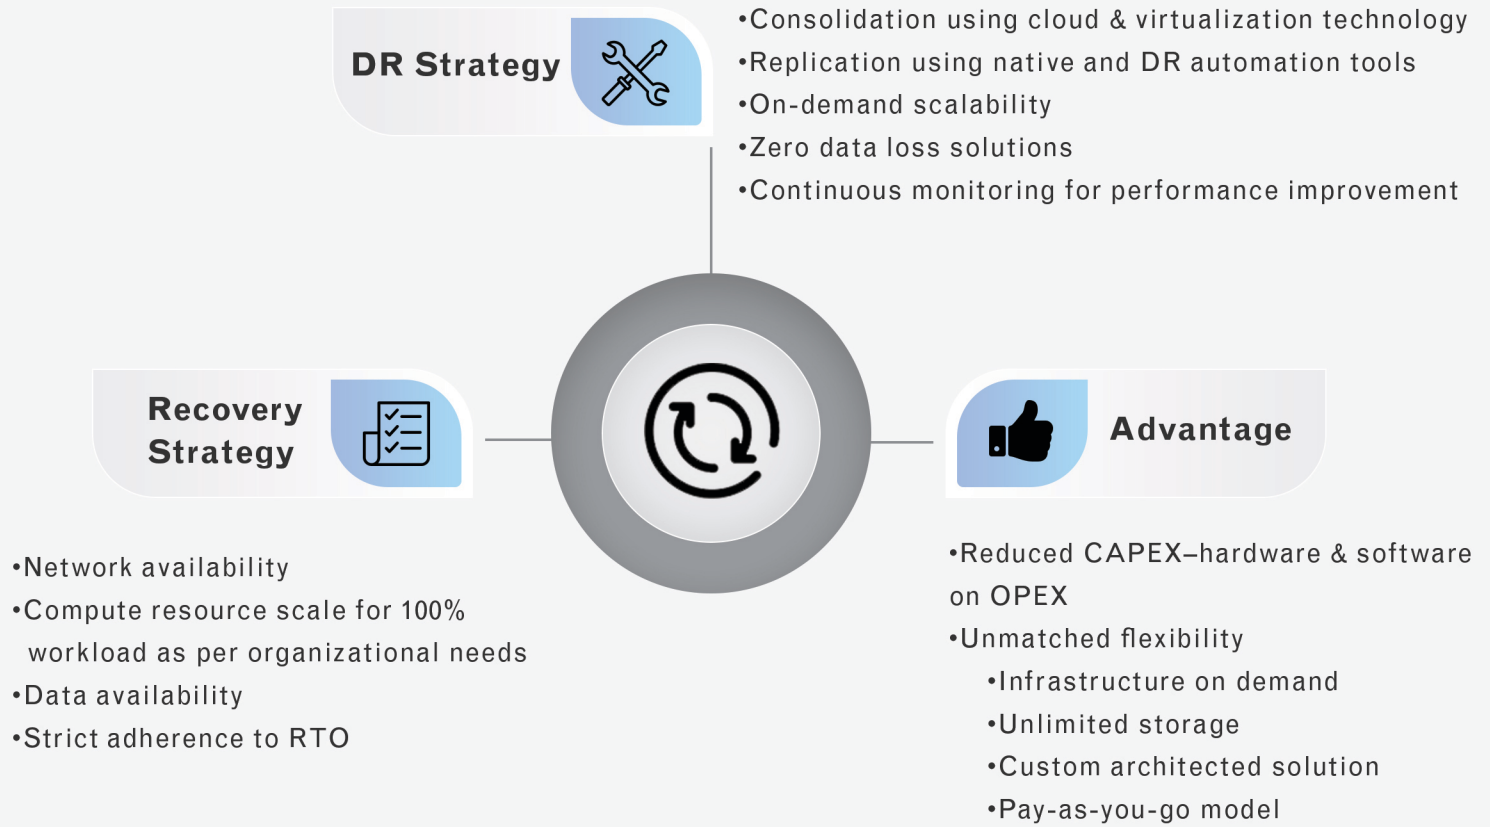 DR Strategy
•Consolidation using cloud & virtualization technology
•Replication using native and DR automation tools
•On-demand scalability
•Zero data loss solutions
•Continuous monitoring for performance improvement
Recovery
Strategy
•Network availability
•Compute resource scale for 100%
workload as per organizational needs
•Data availability
•Strict adherence to RTO
Advantage
•Reduced CAPEX–hardware & software
on OPEX
•Unmatched flexibility
•Infrastructure on demand
•Unlimited storage
•Custom architected solution
•Pay-as-you-go model